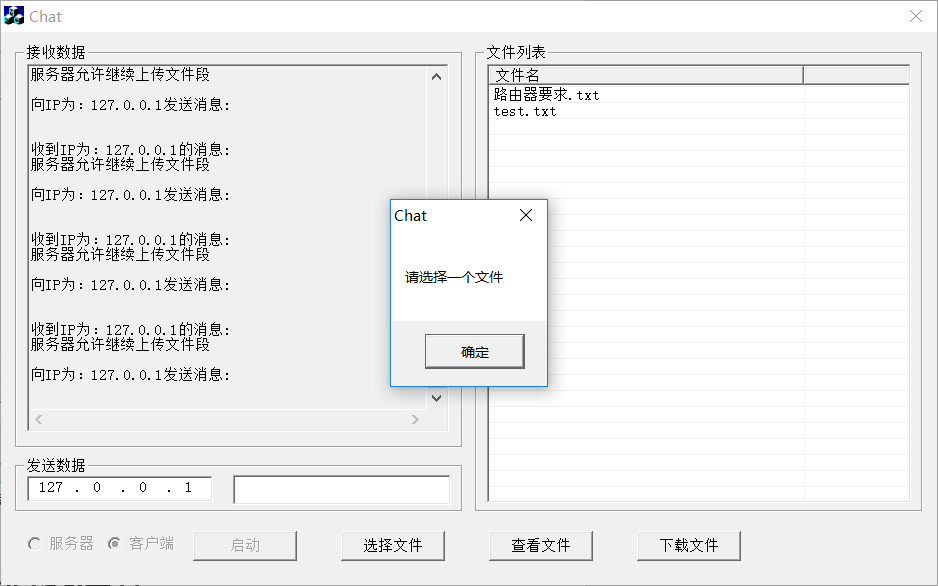 Chat
接收数据
服务器允许继续上传文件段
向IP为：127.0.0.1发送消息：
收到IP为：127.0.0.1的消息：
服务器允许继续上传文件段
向IP为：127.0.0.1发送消息：
收到IP为：127.0.0.1的消息：
服务器允许继续上传文件段
向IP为：127.0.0.1发送消息：
收到IP为：127.0.0.1的消息：
服务器允许继续上传文件段
向IP为：127.0.0.1发送消息：
文件列表
文件名
路由器要求.txt
test.txt
Chat
请选择一个文件
确定
发送数据
127 . 0 . 0 . 1
服务器 客户端 启动 选择文件 查看文件 下载文件